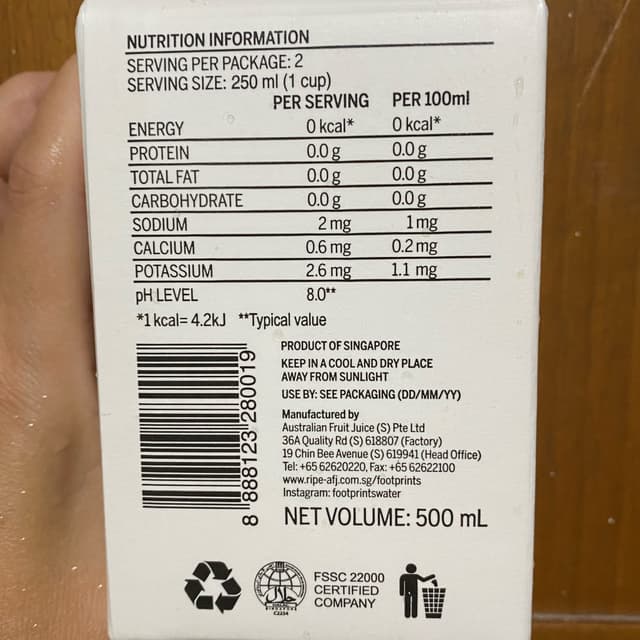 NUTRITION INFORMATION
SERVING PER PACKAGE: 2
SERVING SIZE: 250 ml (1 cup)
PER SERVING PER 100ml
ENERGY 0 kcal* 0 kcal*
PROTEIN 0.0 g 0.0 g
TOTAL FAT 0.0 g 0.0 g
CARBOHYDRATE 0.0 g 0.0 g
SODIUM 2 mg 1 mg
CALCIUM 0.6 mg 0.2 mg
POTASSIUM 2.6 mg 1.1 mg
pH LEVEL 8.0**
*1 kcal= 4.2kJ **Typical value
8 888123 280019
PRODUCT OF SINGAPORE
KEEP IN A COOL AND DRY PLACE
AWAY FROM SUNLIGHT
USE BY: SEE PACKAGING (DD/MM/YY)
Manufactured by
Australian Fruit Juice (S) Pte Ltd
36A Quality Rd (S) 618807 (Factory)
19 Chin Bee Avenue (S) 619941 (Head Office)
Tel: +65 62620220, Fax: +65 62622100
www.ripe-afj.com.sg/footprints
Instagram: footprintswater
NET VOLUME: 500 mL
حلال
SINGAPORE
FSSC 22000
CERTIFIED
COMPANY